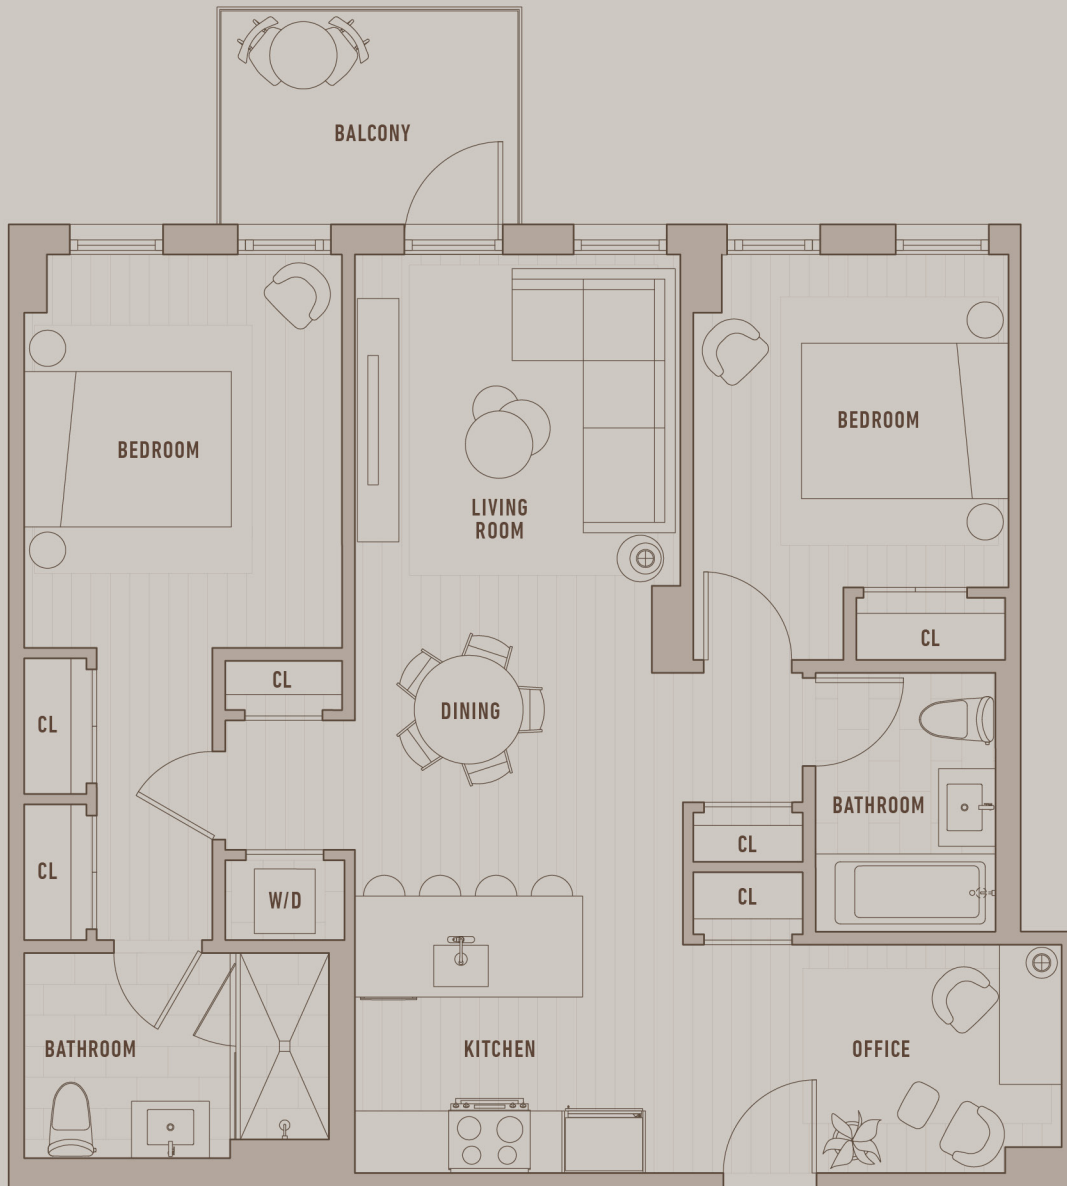 BALCONY
BEDROOM
BEDROOM
LIVING
ROOM
CL
CL
DINING
CL
BATHROOM
CL
CL
CL
W/D
BATHROOM
KITCHEN
OFFICE